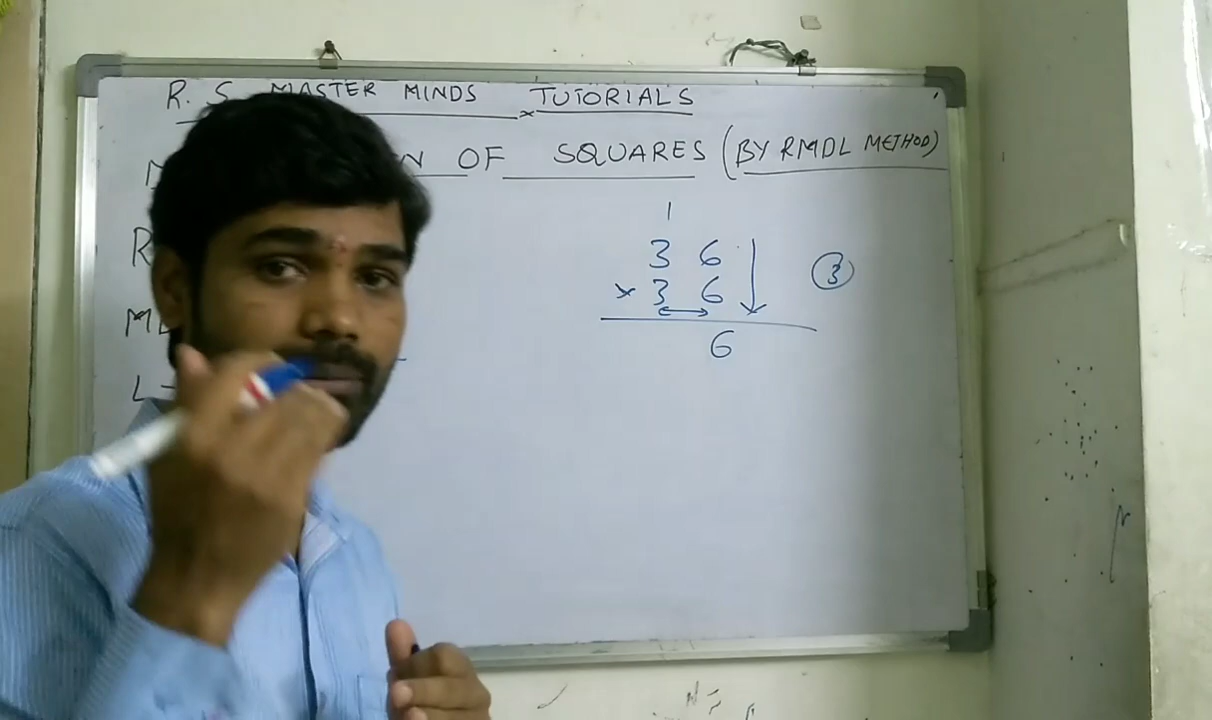 R. S. MASTER MINDS TUTORIALS
OF SQUARES (BY RMDL METHOD)
1
3 6
× 3 6
3
6